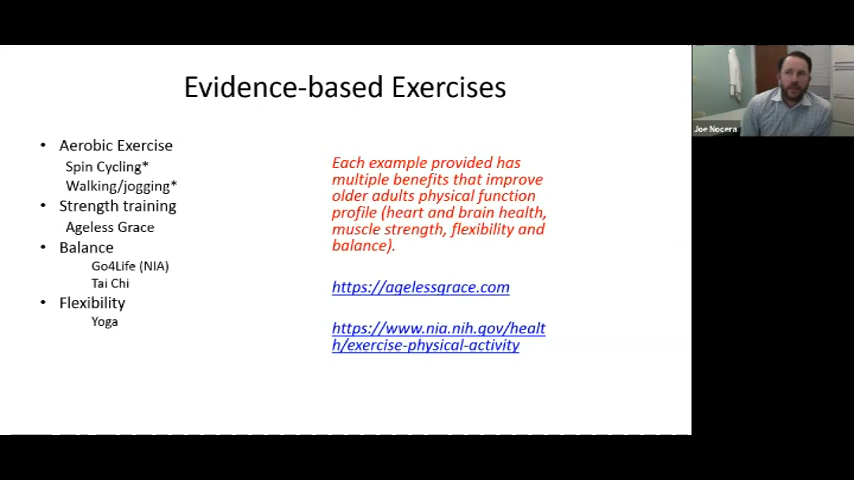 Evidence-based Exercises
• Aerobic Exercise
Spin Cycling*
Walking/jogging*
• Strength training
Ageless Grace
• Balance
Go4Life (NIA)
Tai Chi
• Flexibility
Yoga
Each example provided has
multiple benefits that improve
older adults physical function
profile (heart and brain health,
muscle strength, flexibility and
balance).
https://agelessgrace.com
https://www.nia.nih.gov/healt
h/exercise-physical-activity
Joe Nocera